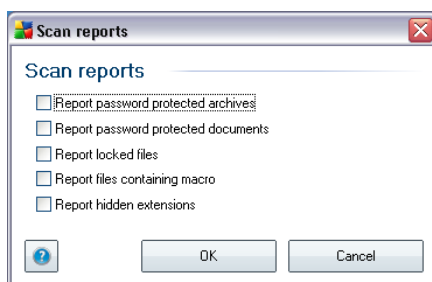 Scan reports
Scan reports
Report password protected archives
Report password protected documents
Report locked files
Report files containing macro
Report hidden extensions
?
OK
Cancel